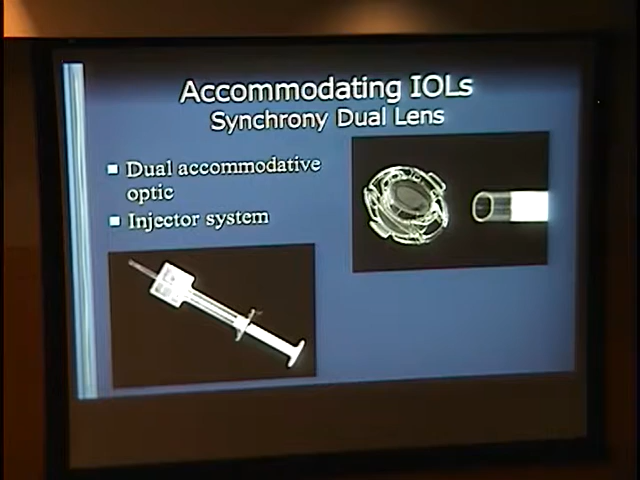 Accommodating IOLs
Synchrony Dual Lens
Dual accommodative
optic
Injector system